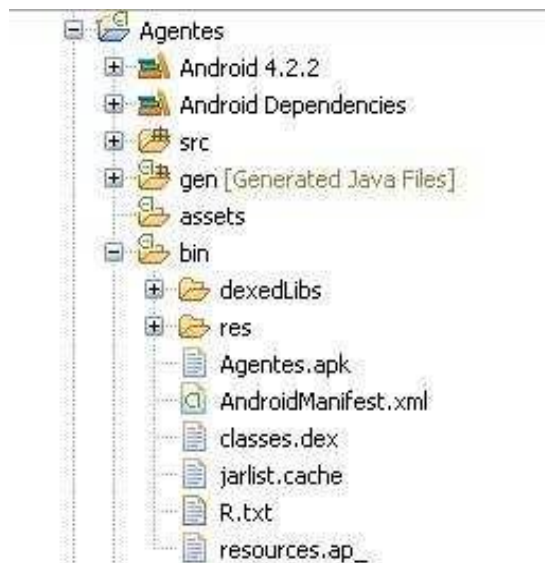 Agentes
Android 4.2.2
Android Dependencies
src
gen [Generated Java Files]
assets
bin
dexedLibs
res
Agentes.apk
AndroidManifest.xml
classes.dex
jarlist.cache
R.txt
resources.ap_